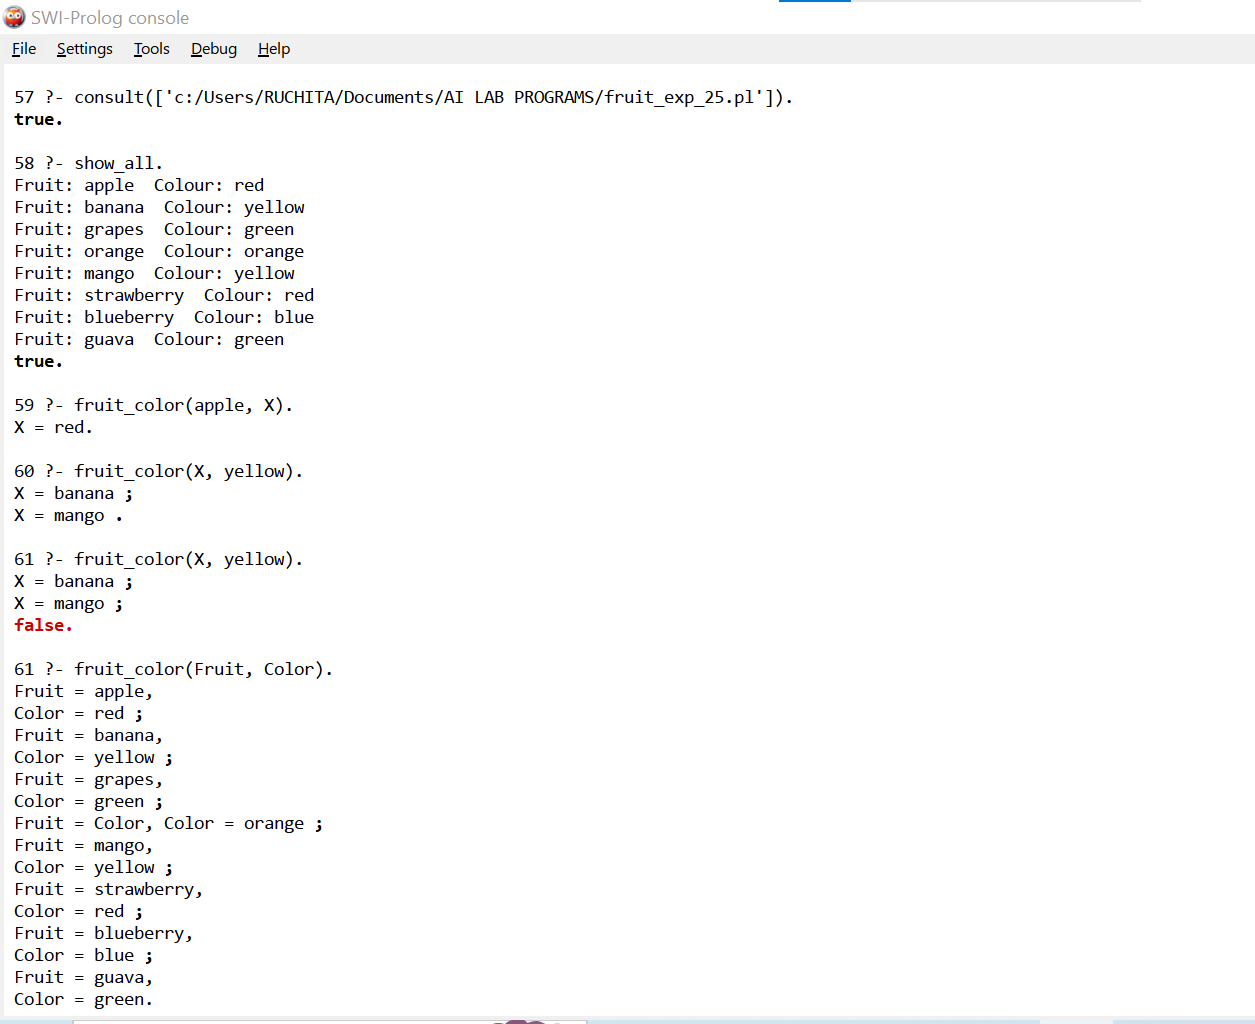 SWI-Prolog console
File Settings Tools Debug Help
57 ?- consult(['c:/Users/RUCHITA/Documents/AI LAB PROGRAMS/fruit_exp_25.pl']).
true.
58 ?- show_all.
Fruit: apple  Colour: red
Fruit: banana  Colour: yellow
Fruit: grapes  Colour: green
Fruit: orange  Colour: orange
Fruit: mango  Colour: yellow
Fruit: strawberry  Colour: red
Fruit: blueberry  Colour: blue
Fruit: guava  Colour: green
true.
59 ?- fruit_color(apple, X).
X = red.
60 ?- fruit_color(X, yellow).
X = banana ;
X = mango .
61 ?- fruit_color(X, yellow).
X = banana ;
X = mango ;
false.
61 ?- fruit_color(Fruit, Color).
Fruit = apple,
Color = red ;
Fruit = banana,
Color = yellow ;
Fruit = grapes,
Color = green ;
Fruit = Color, Color = orange ;
Fruit = mango,
Color = yellow ;
Fruit = strawberry,
Color = red ;
Fruit = blueberry,
Color = blue ;
Fruit = guava,
Color = green.